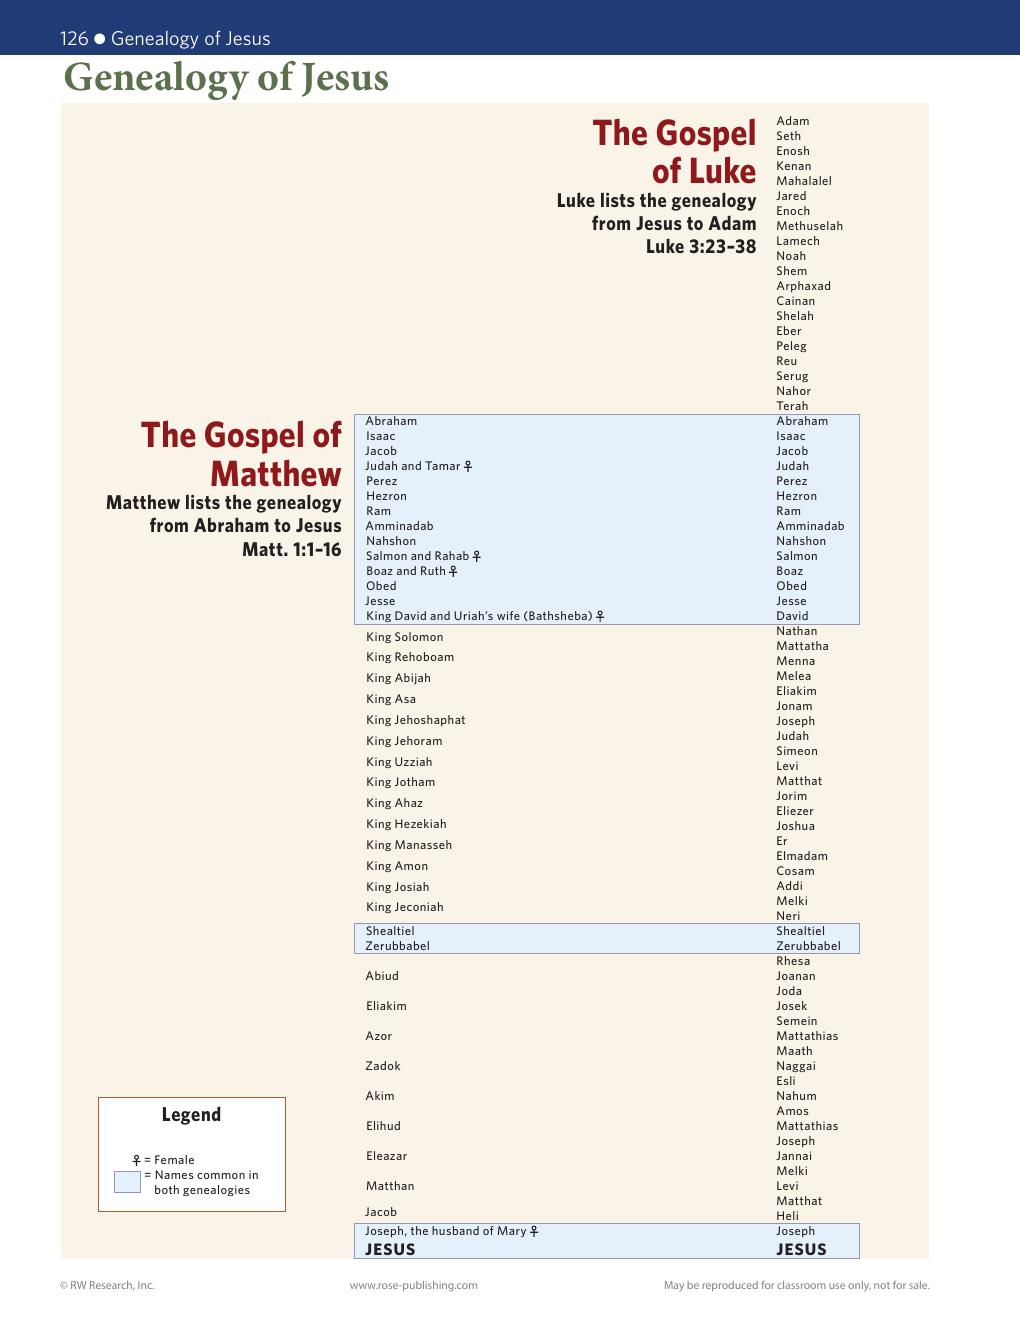 126 ● Genealogy of Jesus
Genealogy of Jesus
The Gospel
of Luke
Luke lists the genealogy
from Jesus to Adam
Luke 3:23–38
Adam
Seth
Enosh
Kenan
Mahalalel
Jared
Enoch
Methuselah
Lamech
Noah
Shem
Arphaxad
Cainan
Shelah
Eber
Peleg
Reu
Serug
Nahor
Terah
Abraham
Isaac
Jacob
Judah
Perez
Hezron
Ram
Amminadab
Nahshon
Salmon
Boaz
Obed
Jesse
David
Nathan
Mattatha
Menna
Melea
Eliakim
Jonam
Joseph
Judah
Simeon
Levi
Matthat
Jorim
Eliezer
Joshua
Er
Elmadam
Cosam
Addi
Melki
Neri
Shealtiel
Zerubbabel
Rhesa
Joanan
Joda
Josek
Semein
Mattathias
Maath
Naggai
Esli
Nahum
Amos
Mattathias
Joseph
Jannai
Melki
Levi
Matthat
Heli
Joseph
JESUS
The Gospel of
Matthew
Matthew lists the genealogy
from Abraham to Jesus
Matt. 1:1–16
Abraham
Isaac
Jacob
Judah and Tamar
Perez
Hezron
Ram
Amminadab
Nahshon
Salmon and Rahab
Boaz and Ruth
Obed
Jesse
King David and Uriah's wife (Bathsheba)
King Solomon
King Rehoboam
King Abijah
King Asa
King Jehoshaphat
King Jehoram
King Uzziah
King Jotham
King Ahaz
King Hezekiah
King Manasseh
King Amon
King Josiah
King Jeconiah
Shealtiel
Zerubbabel
Abiud
Eliakim
Azor
Zadok
Akim
Elihud
Eleazar
Matthan
Jacob
Joseph, the husband of Mary
JESUS
Legend
= Female
= Names common in
both genealogies
© RW Research, Inc.
www.rose-publishing.com
May be reproduced for classroom use only, not for sale.